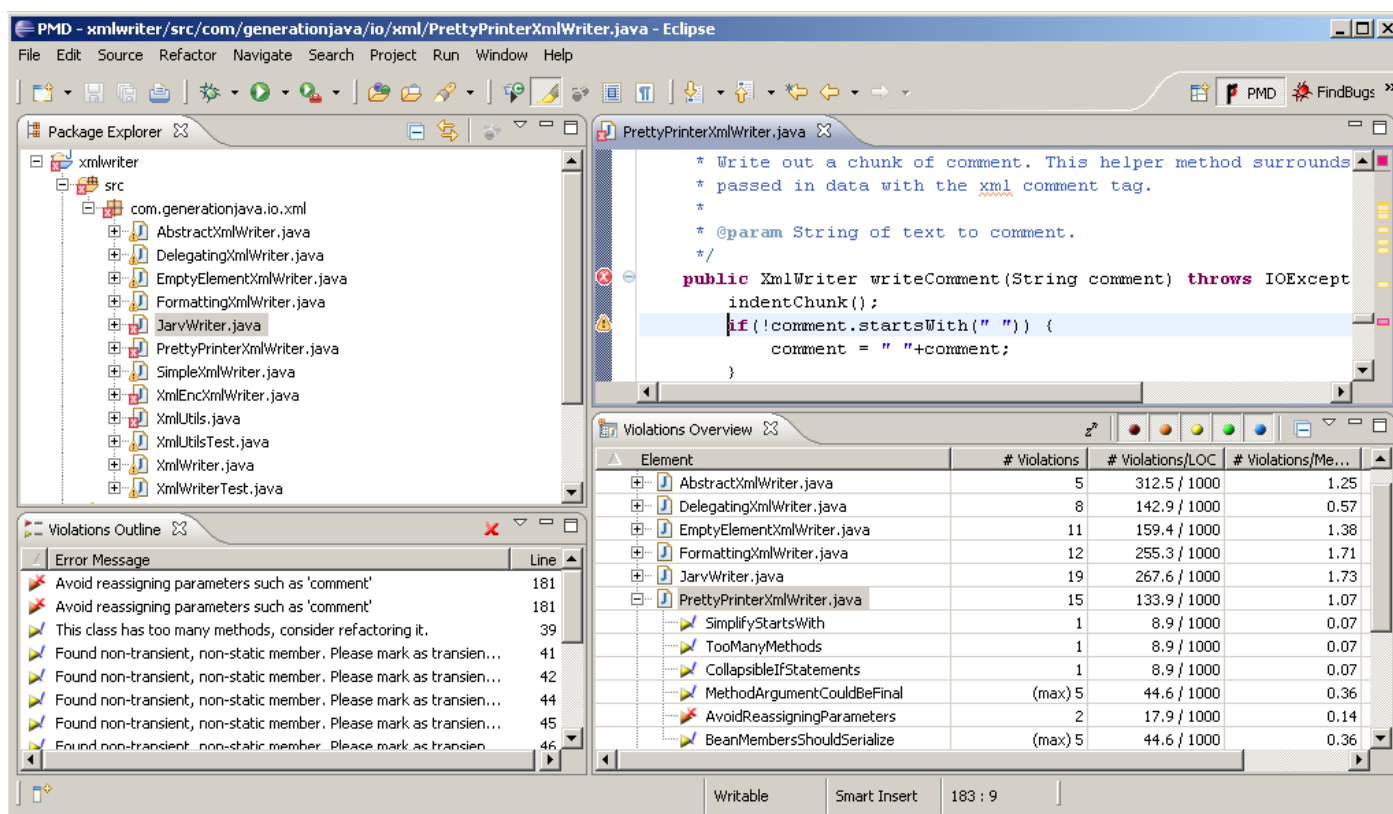 PMD - xmlwriter/src/com/generationjava/io/xml/PrettyPrinterXmlWriter.java - Eclipse
File Edit Source Refactor Navigate Search Project Run Window Help
PMD FindBugs »
Package Explorer
xmlwriter
src
com.generationjava.io.xml
AbstractXmlWriter.java
DelegatingXmlWriter.java
EmptyElementXmlWriter.java
FormattingXmlWriter.java
JarvWriter.java
PrettyPrinterXmlWriter.java
SimpleXmlWriter.java
XmlEncXmlWriter.java
XmlUtils.java
XmlUtilsTest.java
XmlWriter.java
XmlWriterTest.java
Violations Outline
Error Message Line
Avoid reassigning parameters such as 'comment' 181
Avoid reassigning parameters such as 'comment' 181
This class has too many methods, consider refactoring it. 39
Found non-transient, non-static member. Please mark as transien... 41
Found non-transient, non-static member. Please mark as transien... 42
Found non-transient, non-static member. Please mark as transien... 44
Found non-transient, non-static member. Please mark as transien... 45
Found non-transient, non-static member. Please mark as transien... 46
PrettyPrinterXmlWriter.java
* Write out a chunk of comment. This helper method surrounds
* passed in data with the xml comment tag.
*
* @param String of text to comment.
*/
public XmlWriter writeComment(String comment) throws IOExcept
indentChunk();
if(!comment.startsWith(" ")) {
comment = " "+comment;
}
Violations Overview
Element # Violations # Violations/LOC # Violations/Me...
AbstractXmlWriter.java 5 312.5 / 1000 1.25
DelegatingXmlWriter.java 8 142.9 / 1000 0.57
EmptyElementXmlWriter.java 11 159.4 / 1000 1.38
FormattingXmlWriter.java 12 255.3 / 1000 1.71
JarvWriter.java 19 267.6 / 1000 1.73
PrettyPrinterXmlWriter.java 15 133.9 / 1000 1.07
SimplifyStartsWith 1 8.9 / 1000 0.07
TooManyMethods 1 8.9 / 1000 0.07
CollapsibleIfStatements 1 8.9 / 1000 0.07
MethodArgumentCouldBeFinal (max) 5 44.6 / 1000 0.36
AvoidReassigningParameters 2 17.9 / 1000 0.14
BeanMembersShouldSerialize (max) 5 44.6 / 1000 0.36
Writable Smart Insert 183 : 9